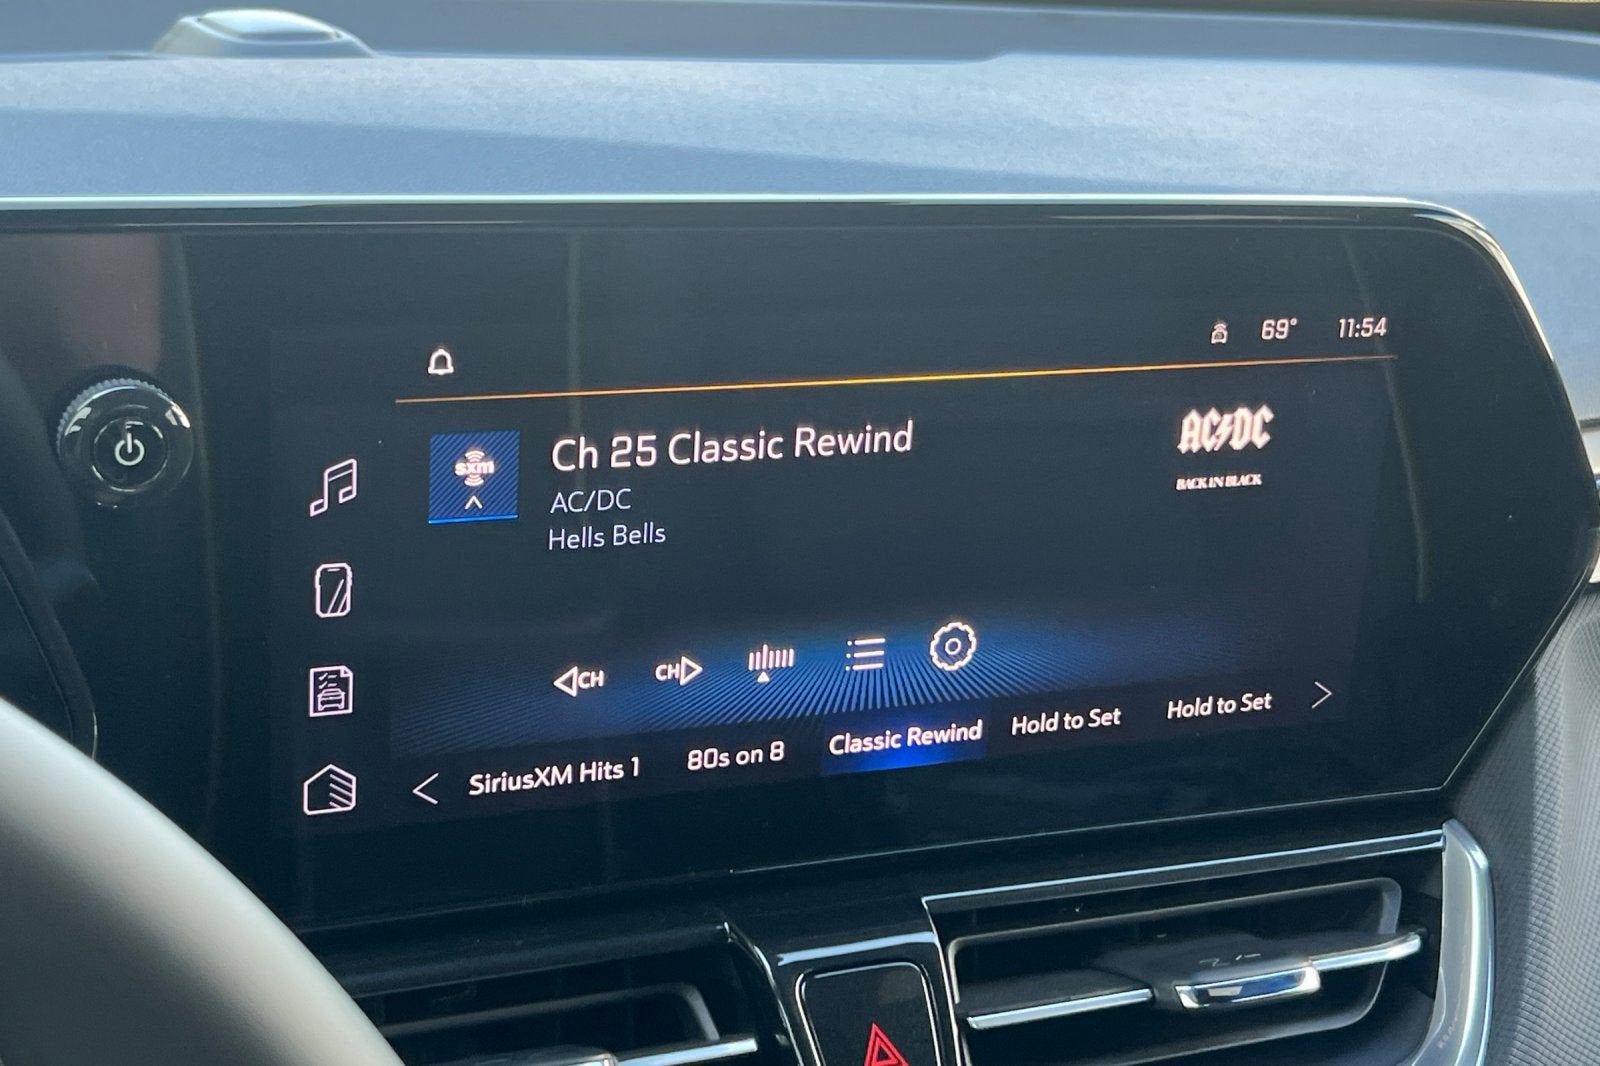 69° 11:54
sxm
Ch 25 Classic Rewind
AC/DC
Hells Bells
AC/DC
BACK IN BLACK
CH CH
SiriusXM Hits 1 80s on 8 Classic Rewind Hold to Set Hold to Set